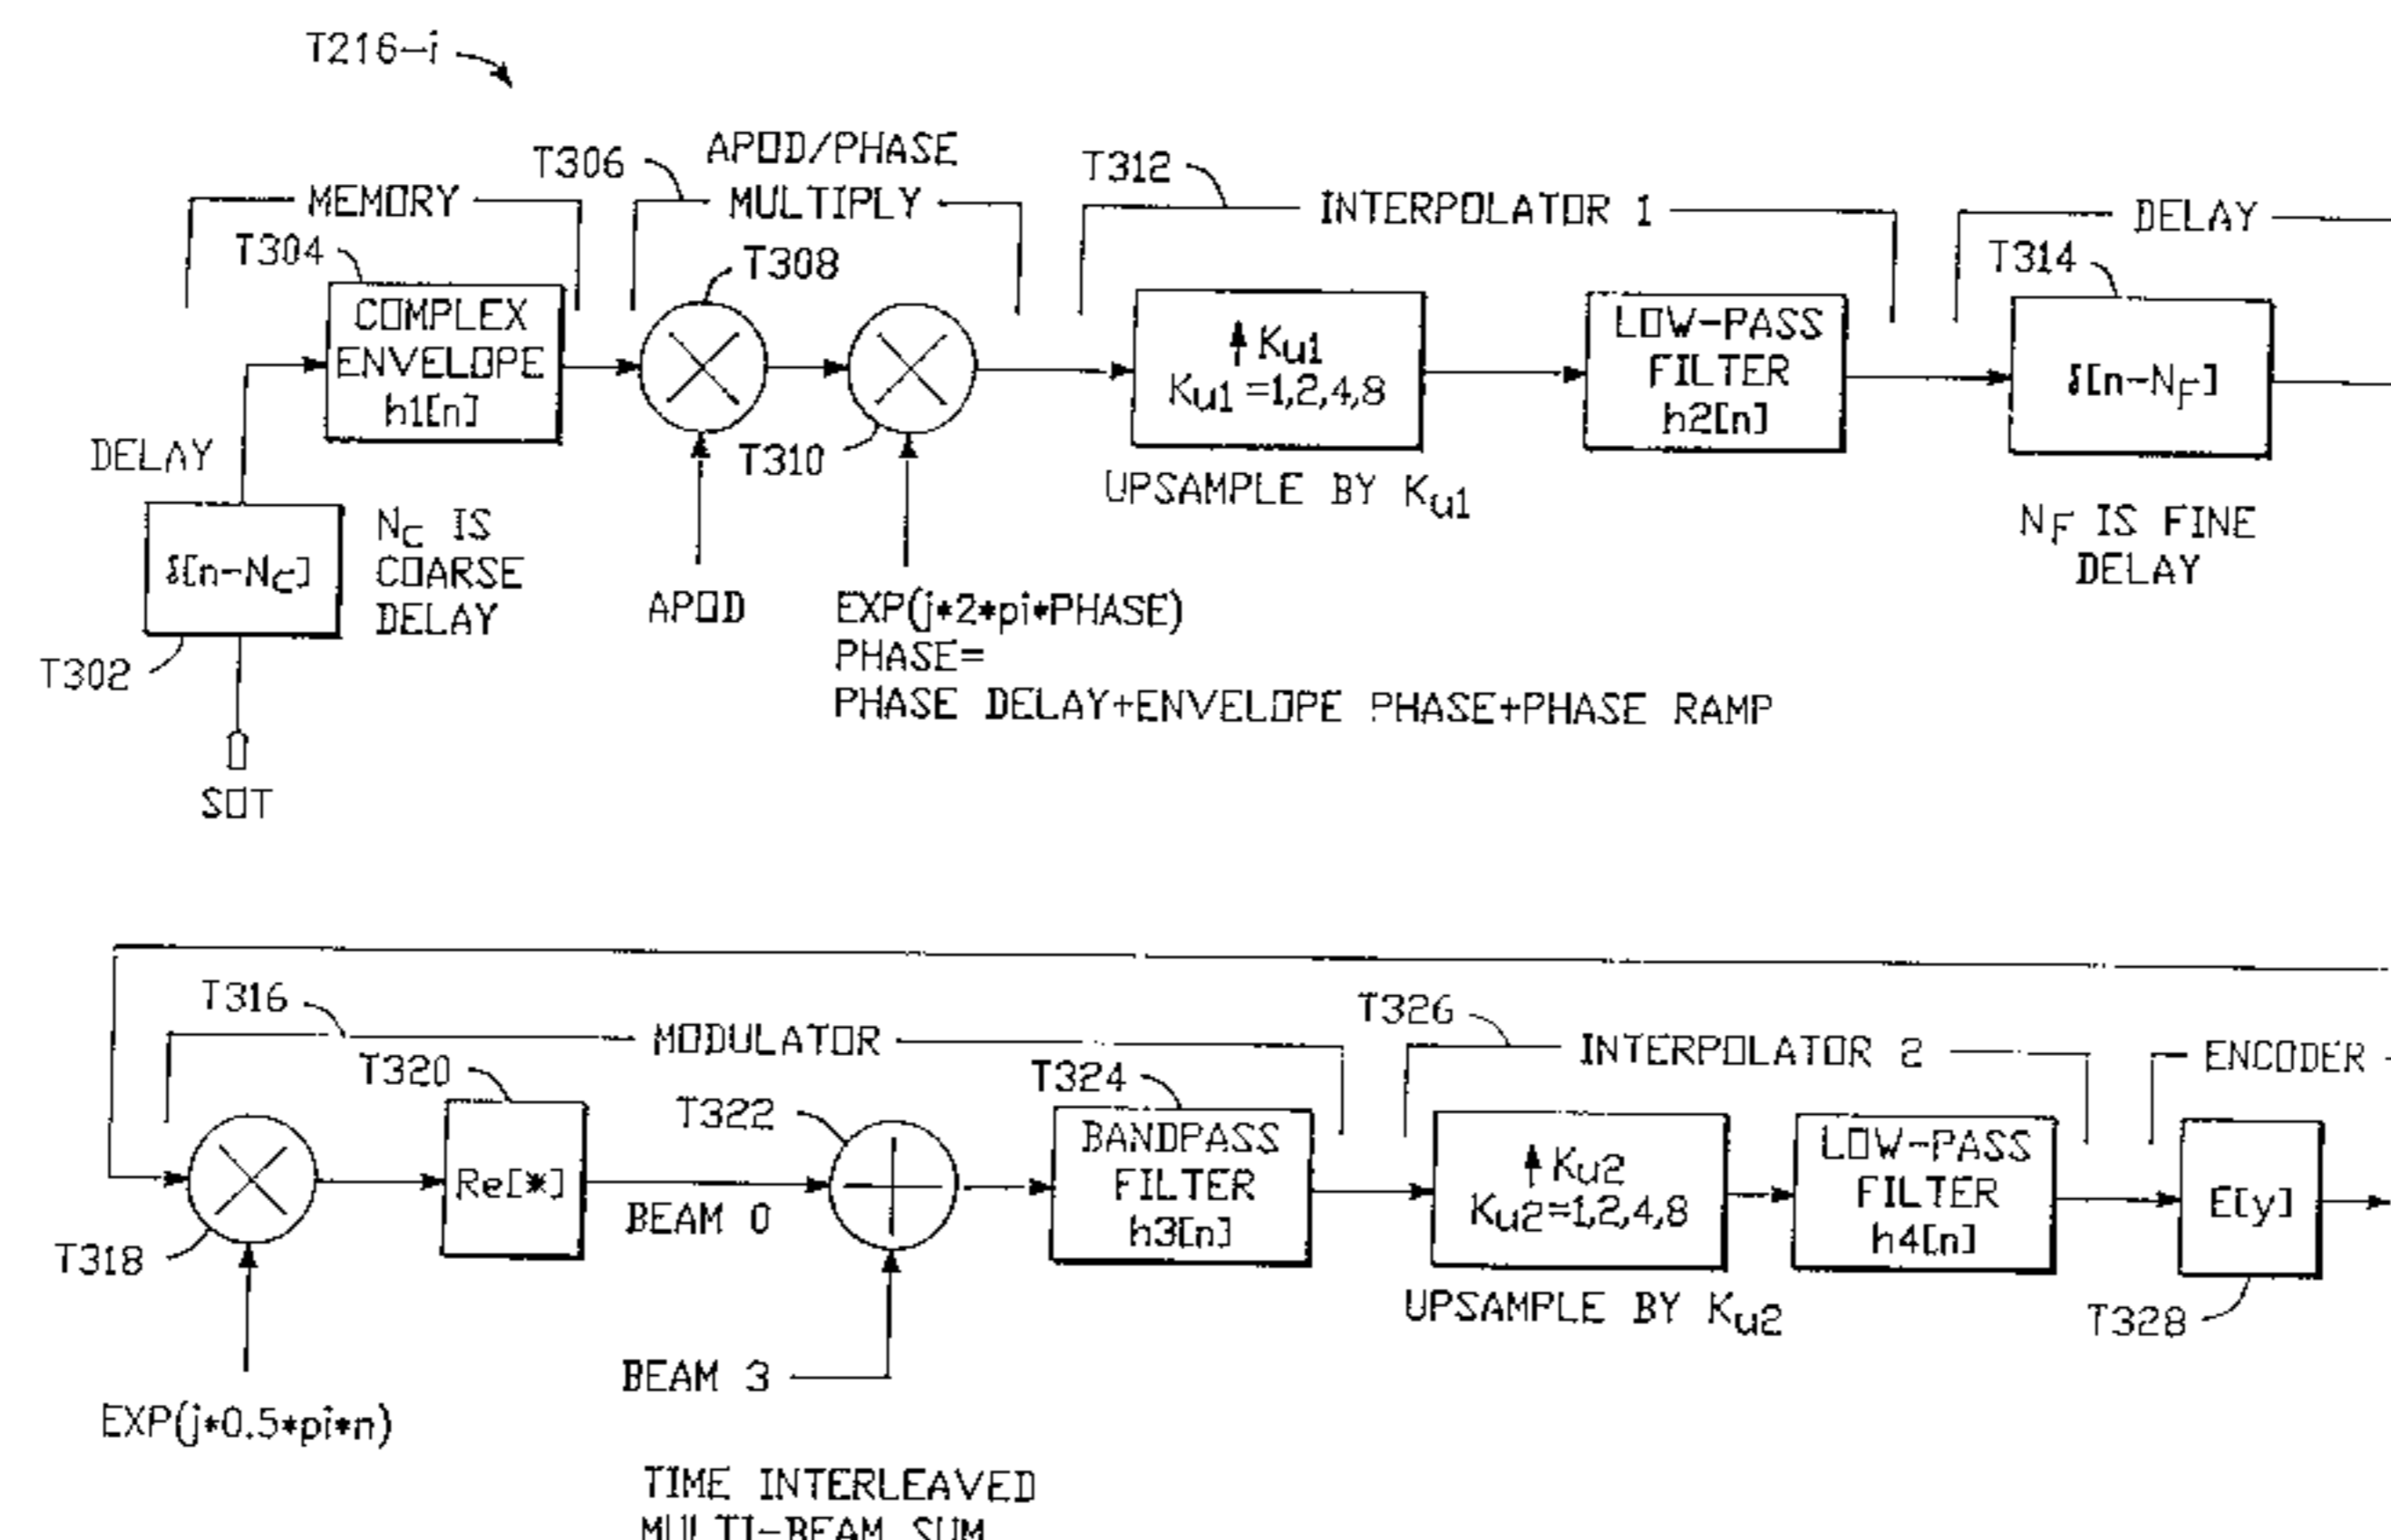 T216-i
T306
APOD/PHASE
MULTIPLY
T312
INTERPOLATOR 1
DELAY
MEMORY
T304
T308
T314
COMPLEX
ENVELOPE
h1[n]
↑ Ku1
Ku1 =1,2,4,8
LOW-PASS
FILTER
h2[n]
δ[n-NF]
DELAY
T310
UPSAMPLE BY Ku1
NF IS FINE
DELAY
δ[n-NC]
NC IS
COARSE
DELAY
T302
APOD
EXP(j*2*pi*PHASE)
PHASE=
PHASE DELAY+ENVELOPE PHASE+PHASE RAMP
SOT
T316
MODULATOR
T326
INTERPOLATOR 2
ENCODER
T320
T322
T324
Re[*]
BEAM 0
BANDPASS
FILTER
h3[n]
↑ Ku2
Ku2=1,2,4,8
LOW-PASS
FILTER
h4[n]
E[y]
T318
UPSAMPLE BY Ku2
T328
BEAM 3
EXP(j*0.5*pi*n)
TIME INTERLEAVED
MULTI-BEAM SUM